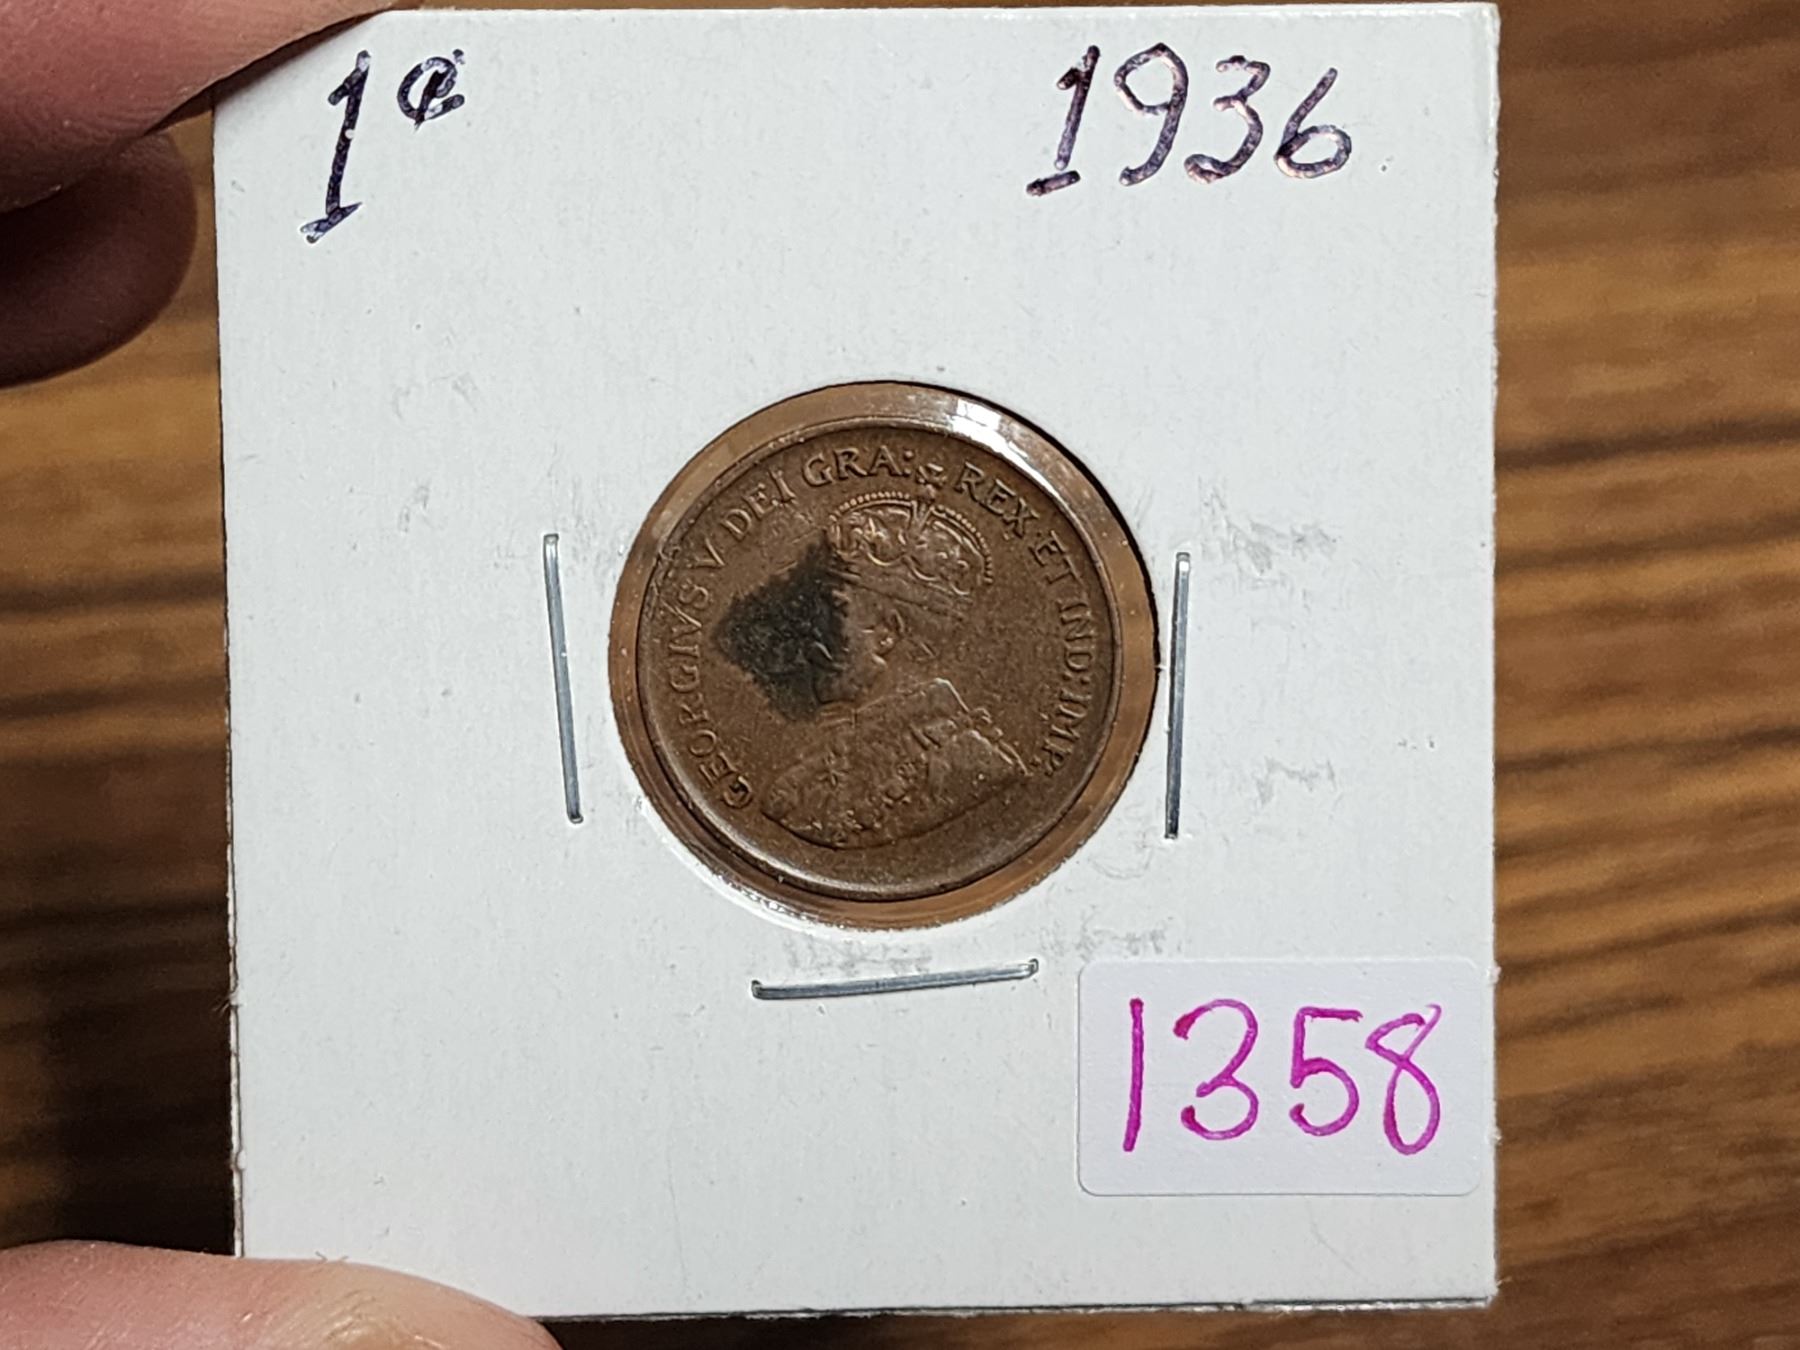 1¢ 1936
GEORGIVS V DEI GRA: REX ET IND: IMP:
1358